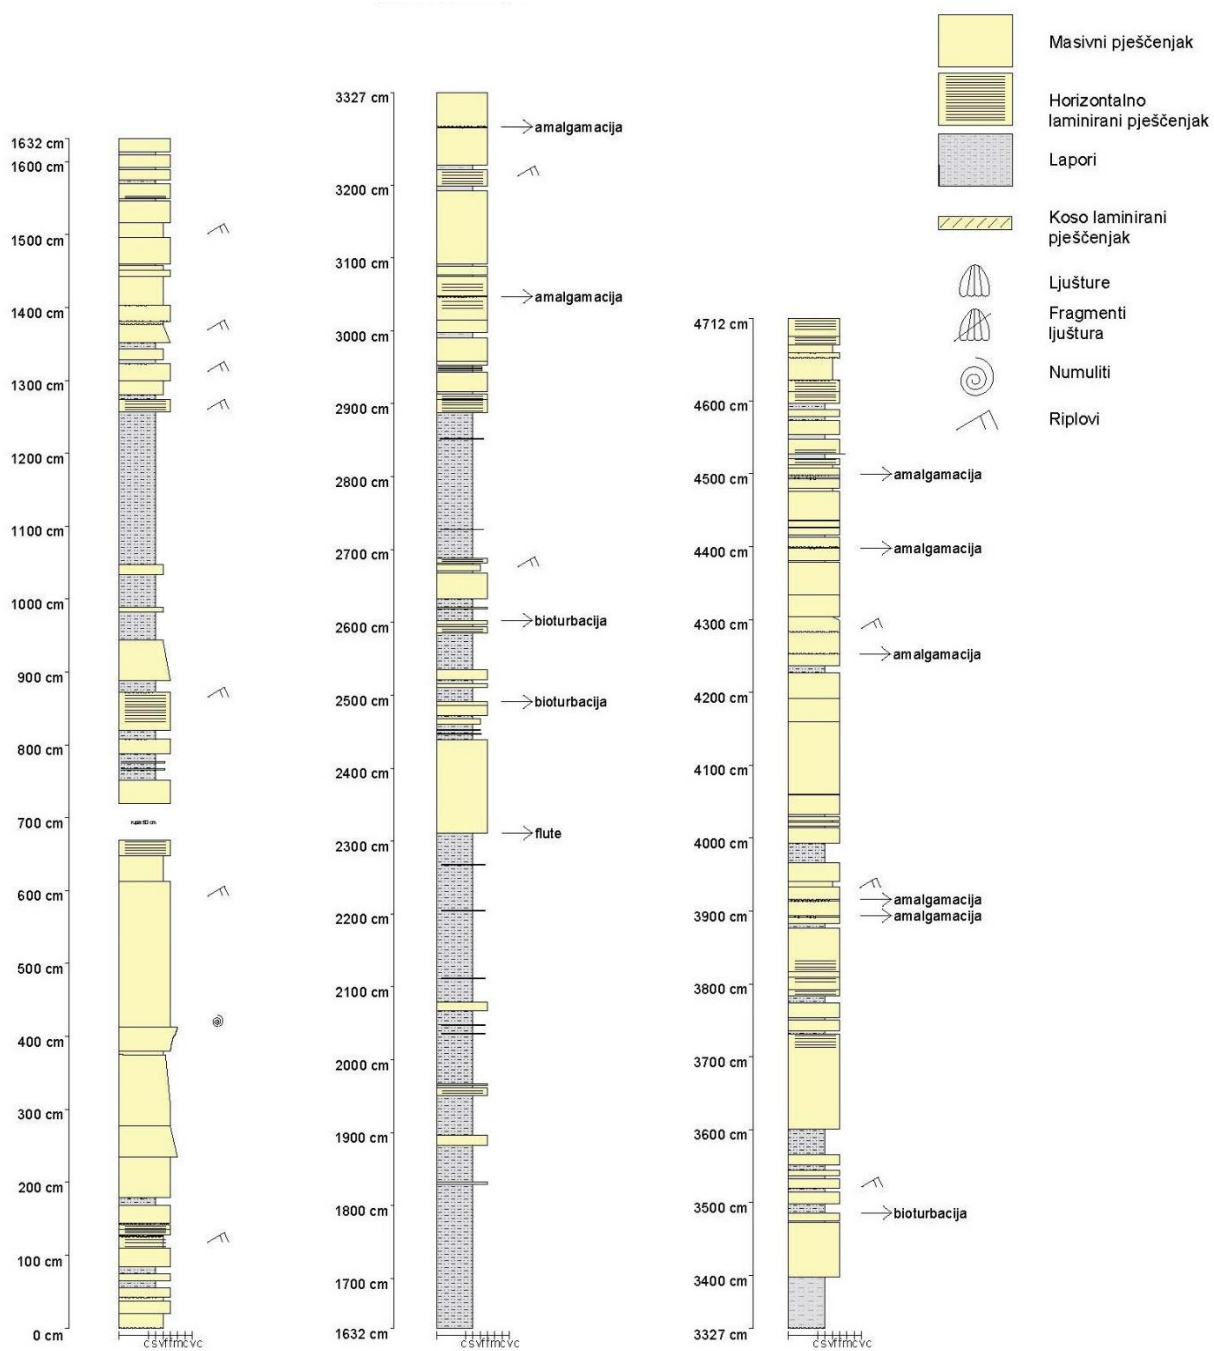 Masivni pješčenjak
Horizontalno
laminirani pješčenjak
Lapori
Koso laminirani
pješčenjak
Ljušture
Fragmenti
ljuštura
Numuliti
Riplovi
1632 cm
1600 cm
1500 cm
1400 cm
1300 cm
1200 cm
1100 cm
1000 cm
900 cm
800 cm
700 cm
600 cm
500 cm
400 cm
300 cm
200 cm
100 cm
0 cm
csvffmcvc
3327 cm
amalgamacija
3200 cm
3100 cm
amalgamacija
3000 cm
2900 cm
2800 cm
2700 cm
2600 cm
bioturbacija
2500 cm
bioturbacija
2400 cm
2300 cm
flute
2200 cm
2100 cm
2000 cm
1900 cm
1800 cm
1700 cm
1632 cm
csvffmcvc
4712 cm
4600 cm
4500 cm
amalgamacija
4400 cm
amalgamacija
4300 cm
amalgamacija
4200 cm
4100 cm
4000 cm
3900 cm
amalgamacija
amalgamacija
3800 cm
3700 cm
3600 cm
3500 cm
bioturbacija
3400 cm
3327 cm
csvffmcvc